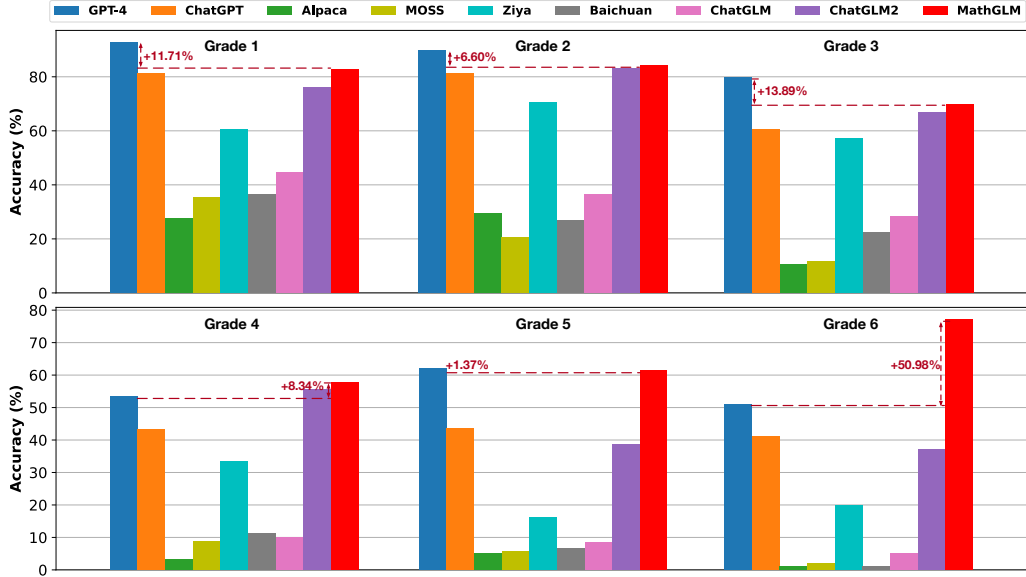 GPT-4 ChatGPT Alpaca MOSS Ziya Baichuan ChatGLM ChatGLM2 MathGLM
Grade 1 Grade 2 Grade 3
+11.71% +6.60% +13.89%
Accuracy (%)
80
60
40
20
0
Grade 4 Grade 5 Grade 6
+8.34% +1.37% +50.98%
Accuracy (%)
80
70
60
50
40
30
20
10
0